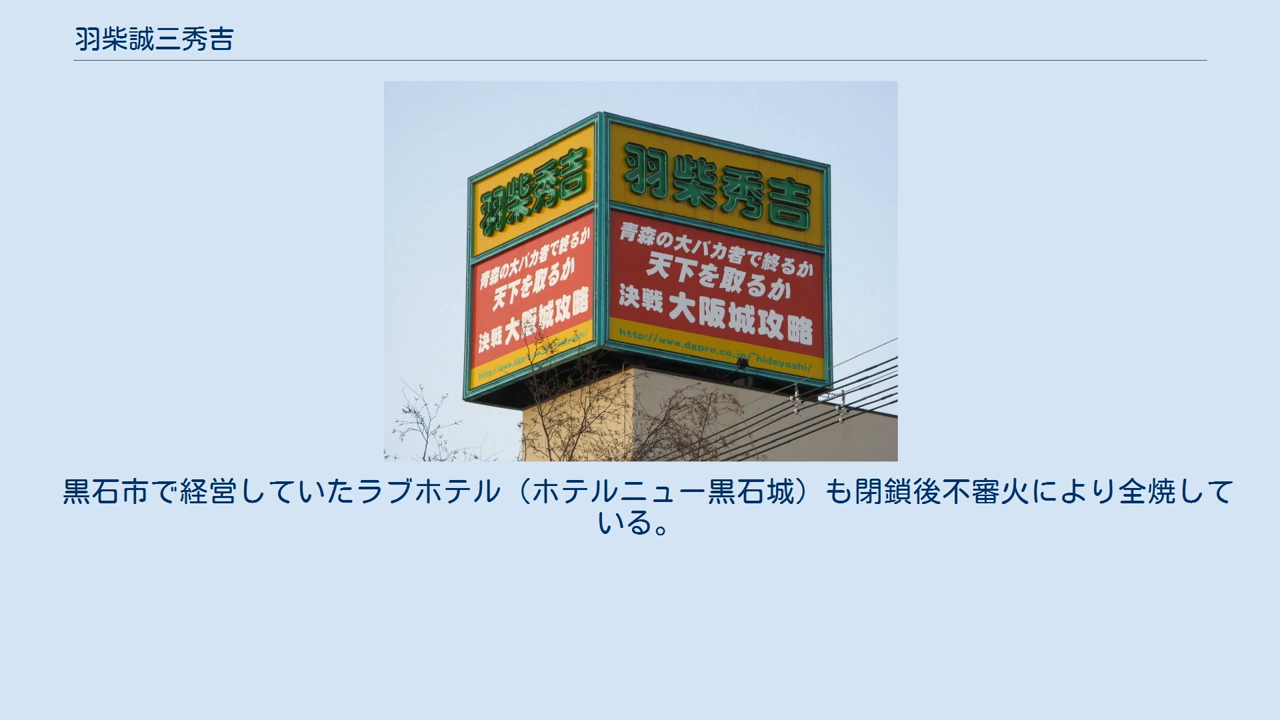 羽柴誠三秀吉
羽柴秀吉
青森の大バカ者で終るか
天下を取るか
決戦 大阪城攻略
羽柴秀吉
青森の大バカ者で終るか
天下を取るか
決戦 大阪城攻略
http://www.dgpro.co.jp/~hideyoshi/
黒石市で経営していたラブホテル（ホテルニュー黒石城）も閉鎖後不審火により全焼して
いる。